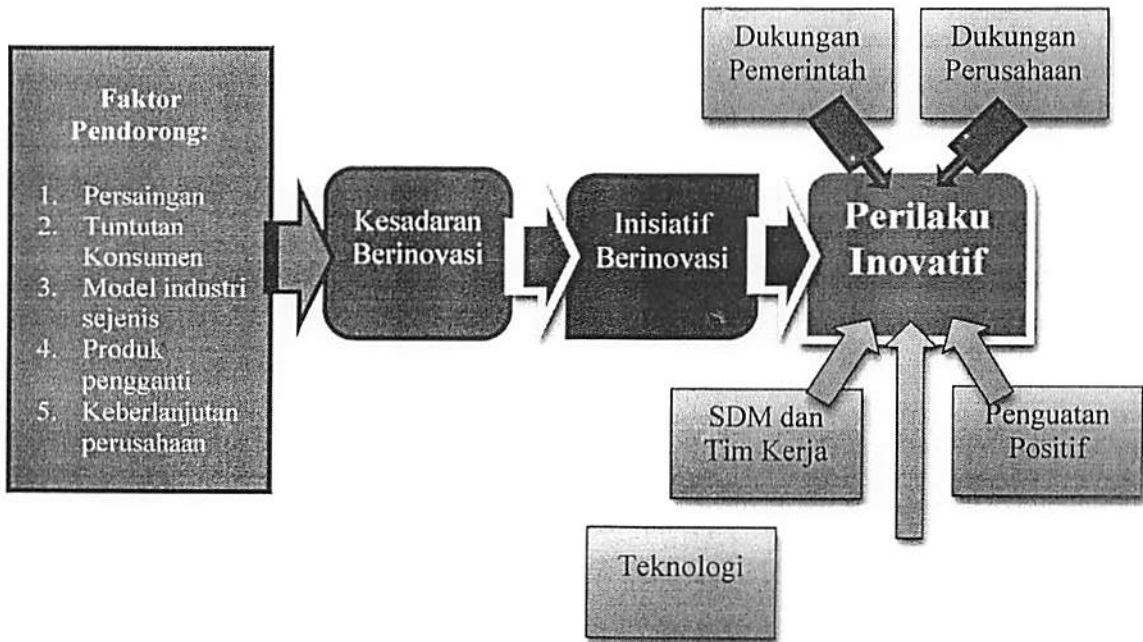 Faktor
Pendorong:
1. Persaingan
2. Tuntutan
Konsumen
3. Model industri
sejenis
4. Produk
pengganti
5. Keberlanjutan
perusahaan
Kesadaran
Berinovasi
Inisiatif
Berinovasi
Perilaku
Inovatif
Dukungan
Pemerintah
Dukungan
Perusahaan
SDM dan
Tim Kerja
Penguatan
Positif
Teknologi